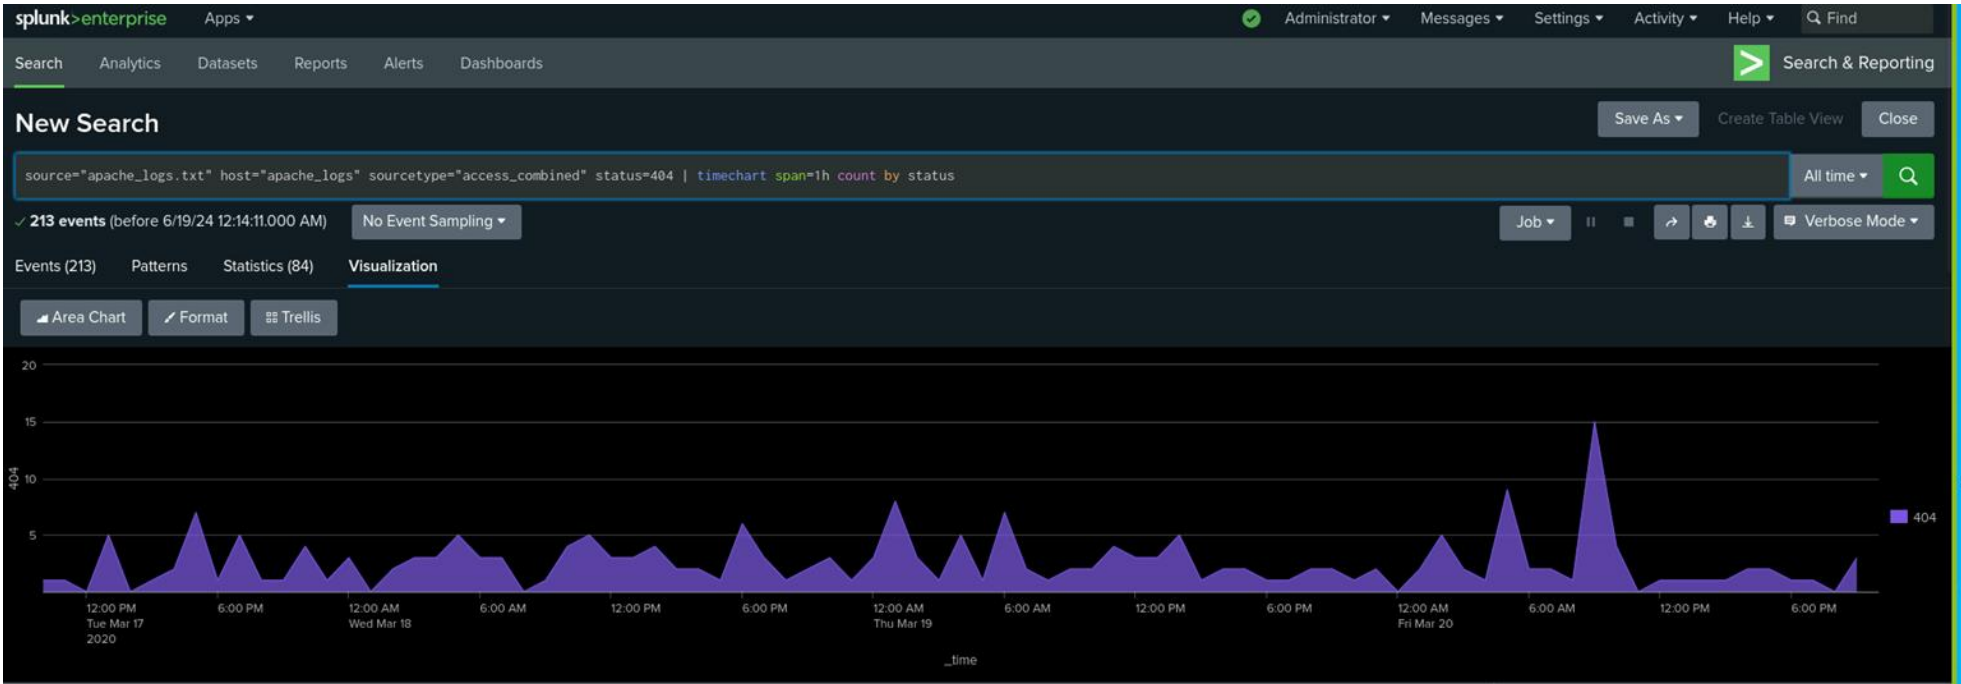 splunk>enterprise Apps Administrator Messages Settings Activity Help Find
Search Analytics Datasets Reports Alerts Dashboards Search & Reporting
New Search Save As Create Table View Close
source="apache_logs.txt" host="apache_logs" sourcetype="access_combined" status=404 | timechart span=1h count by status All time
213 events (before 6/19/24 12:14:11.000 AM) No Event Sampling Job Verbose Mode
Events (213) Patterns Statistics (84) Visualization
Area Chart Format Trellis
20
15
10
5
404
404
12:00 PM 6:00 PM 12:00 AM 6:00 AM 12:00 PM 6:00 PM 12:00 AM 6:00 AM 12:00 PM 6:00 PM 12:00 AM 6:00 AM 12:00 PM 6:00 PM
Tue Mar 17 Wed Mar 18 Thu Mar 19 Fri Mar 20
2020
_time